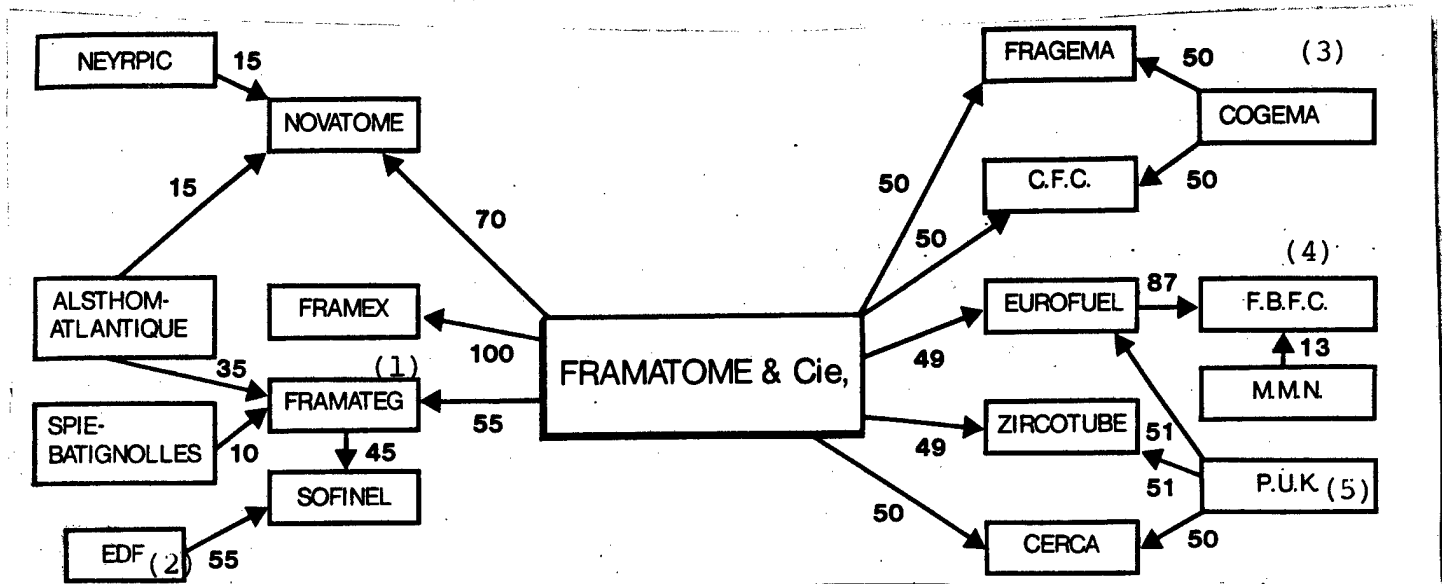 NEYRPIC
15
NOVATOME
15
70
ALSTHOM-
ATLANTIQUE
FRAMEX
100
35
(1)
FRAMATEG
55
SPIE-
BATIGNOLLES
10
45
SOFINEL
EDF (2)
55
FRAMATOME & Cie,
FRAGEMA
50
(3)
COGEMA
50
C.F.C.
50
50
EUROFUEL
87
(4)
F.B.F.C.
49
13
M.M.N.
ZIRCOTUBE
49
51
51
P.U.K. (5)
50
CERCA
50